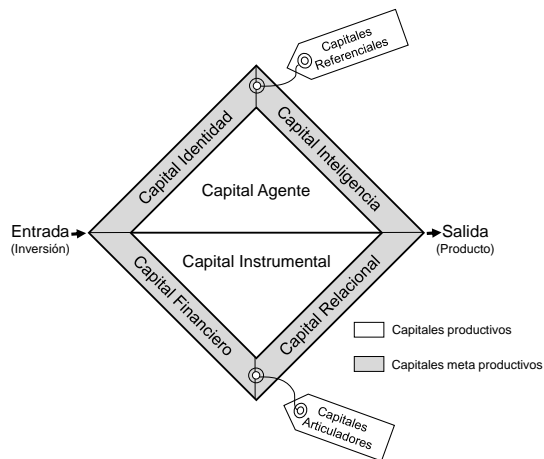 Capitales
Referenciales
Capital Identidad
Capital Inteligencia
Capital Agente
Entrada
(Inversión)
Salida
(Producto)
Capital Instrumental
Capital Financiero
Capital Relacional
Capitales productivos
Capitales meta productivos
Capitales
Articuladores